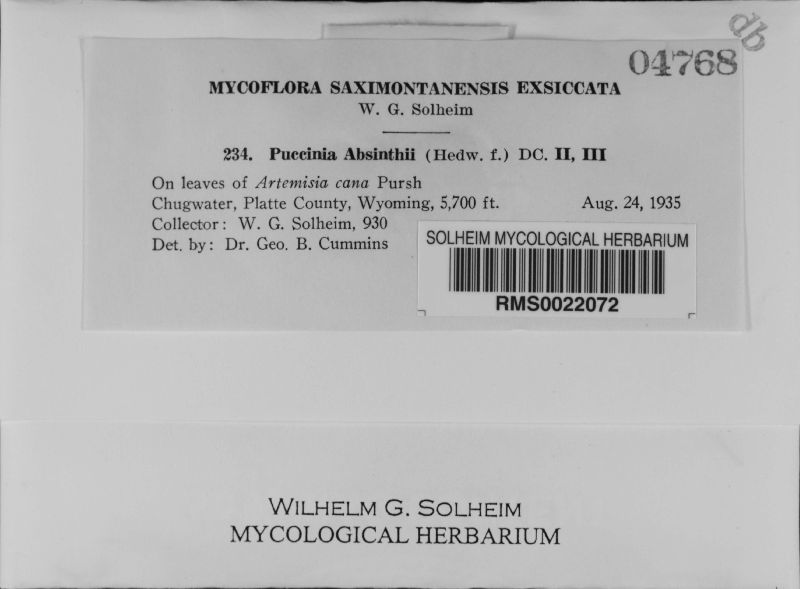 db
04768
MYCOFLORA SAXIMONTANENSIS EXSICCATA
W. G. Solheim
234. Puccinia Absinthii (Hedw. f.) DC. II, III
On leaves of Artemisia cana Pursh
Chugwater, Platte County, Wyoming, 5,700 ft. Aug. 24, 1935
Collector: W. G. Solheim, 930
Det. by: Dr. Geo. B. Cummins
SOLHEIM MYCOLOGICAL HERBARIUM
RMS0022072
WILHELM G. SOLHEIM
MYCOLOGICAL HERBARIUM